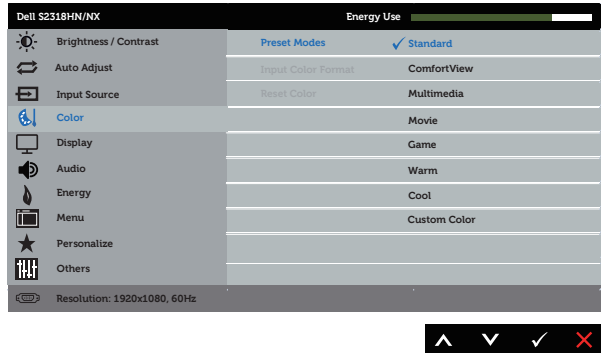 Dell S2318HN/NX Energy Use
Brightness / Contrast Preset Modes Standard
Auto Adjust Input Color Format ComfortView
Input Source Reset Color Multimedia
Color Movie
Display Game
Audio Warm
Energy Cool
Menu Custom Color
Personalize
Others
Resolution: 1920x1080, 60Hz